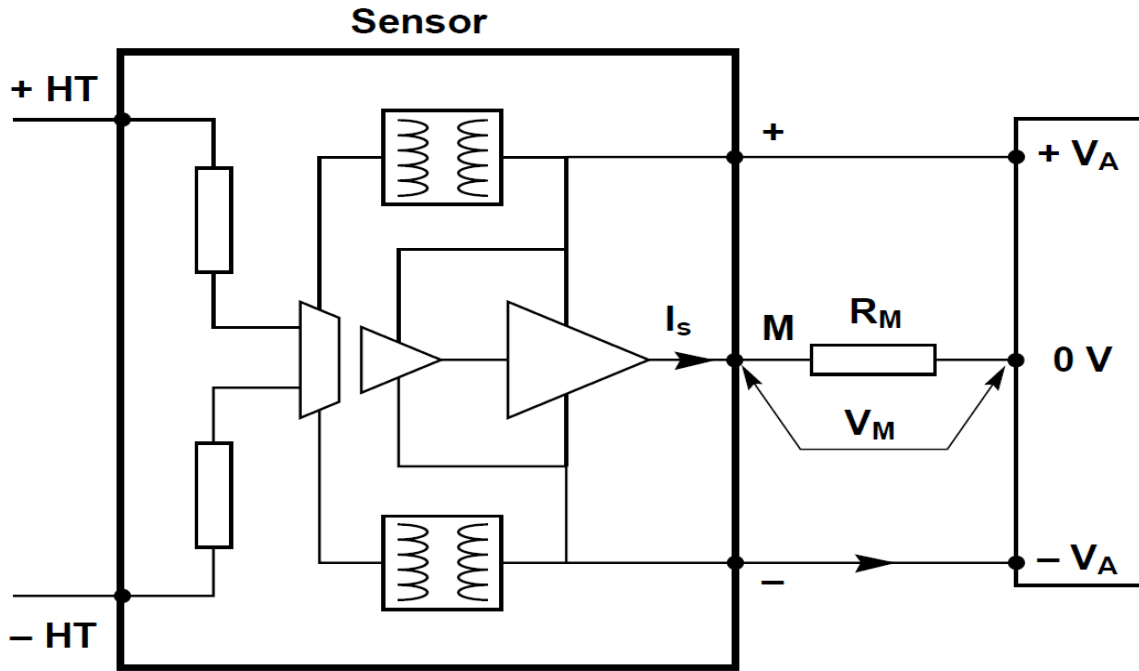 Sensor
+ HT
+
+ VA
Is
M
RM
0 V
VM
– VA
–
– HT